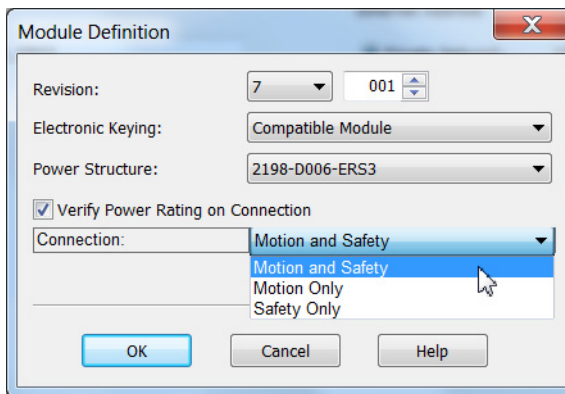 Module Definition
Revision: 7 001
Electronic Keying: Compatible Module
Power Structure: 2198-D006-ERS3
Verify Power Rating on Connection
Connection: Motion and Safety
Motion and Safety
Motion Only
Safety Only
OK Cancel Help